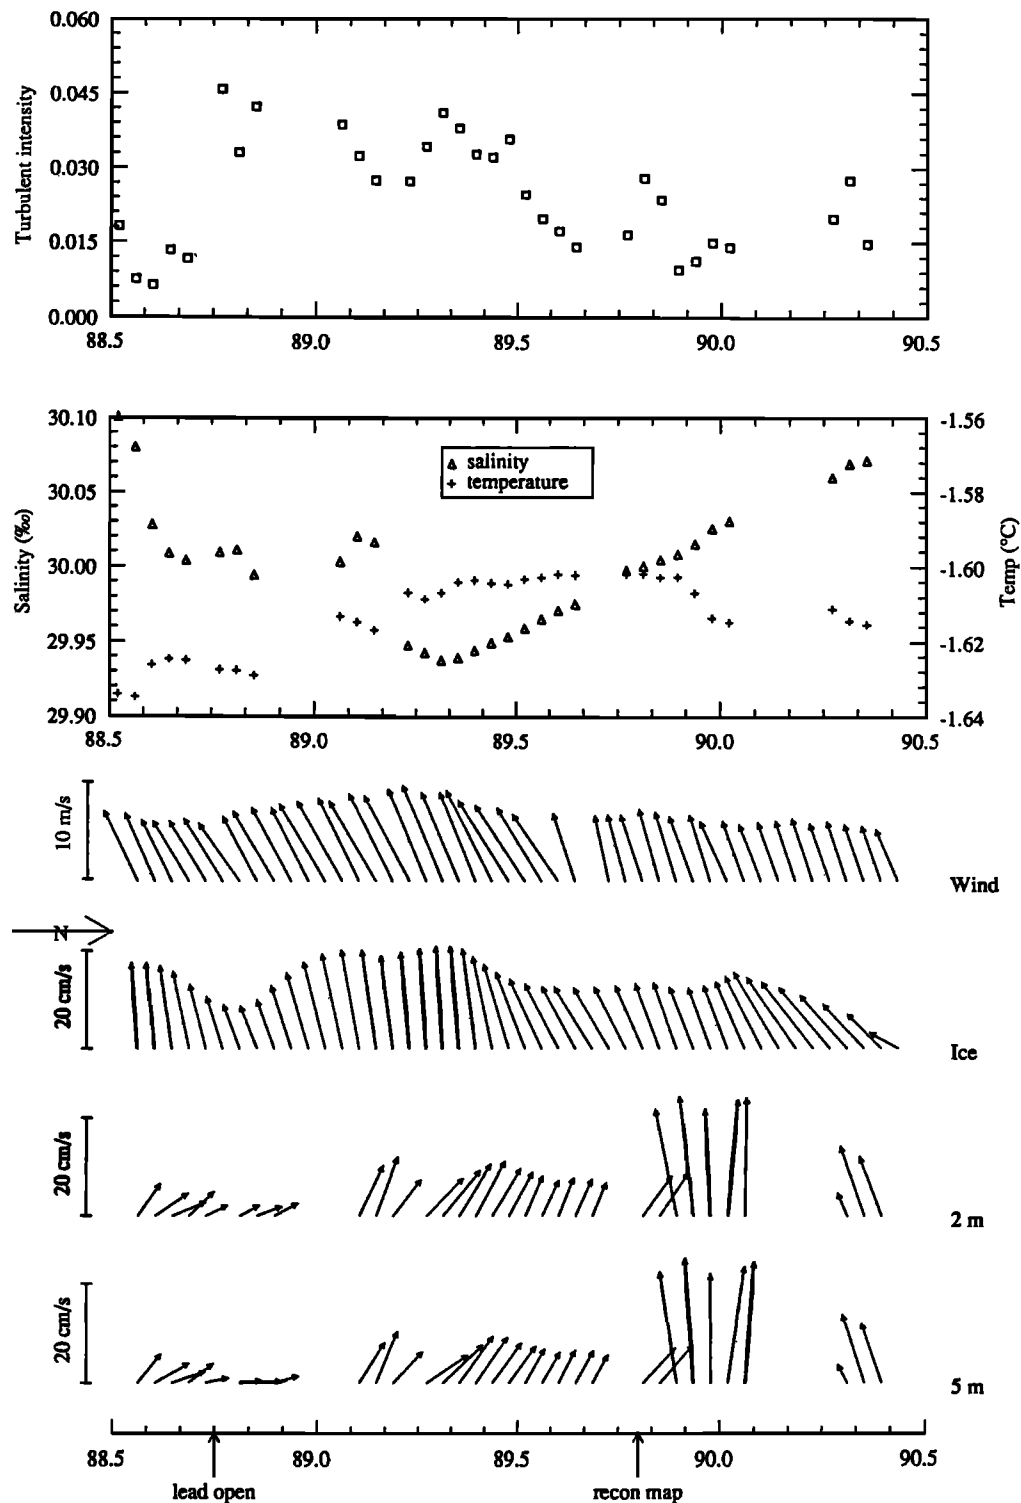 0.060
0.045
0.030
0.015
0.000
Turbulent intensity
88.5 89.0 89.5 90.0 90.5
30.10
30.05
30.00
29.95
29.90
Salinity (‰)
salinity
temperature
-1.56
-1.58
-1.60
-1.62
-1.64
Temp (°C)
88.5 89.0 89.5 90.0 90.5
10 m/s
Wind
N
20 cm/s
Ice
20 cm/s
2 m
20 cm/s
5 m
88.5 89.0 89.5 90.0 90.5
lead open recon map